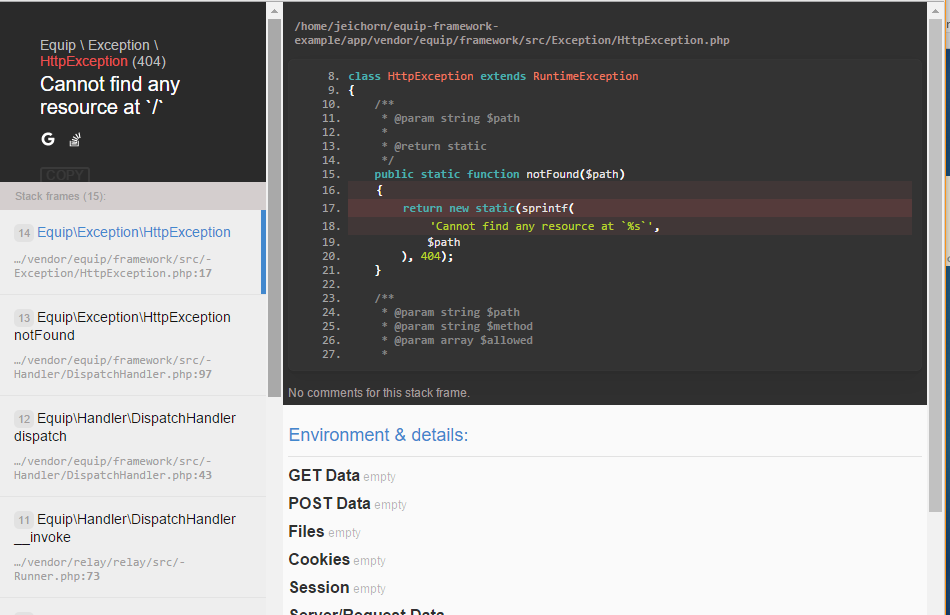 Equip \ Exception \
HttpException (404)
Cannot find any
resource at `/`
COPY
Stack frames (15):
14 Equip\Exception\HttpException
…/vendor/equip/framework/src/-
Exception/HttpException.php:17
13 Equip\Exception\HttpException
notFound
…/vendor/equip/framework/src/-
Handler/DispatchHandler.php:97
12 Equip\Handler\DispatchHandler
dispatch
…/vendor/equip/framework/src/-
Handler/DispatchHandler.php:43
11 Equip\Handler\DispatchHandler
__invoke
…/vendor/relay/relay/src/-
Runner.php:73
/home/jeichorn/equip-framework-
example/app/vendor/equip/framework/src/Exception/HttpException.php
8. class HttpException extends RuntimeException
9. {
10. /**
11. * @param string $path
12. *
13. * @return static
14. */
15. public static function notFound($path)
16. {
17. return new static(sprintf(
18. 'Cannot find any resource at `%s`',
19. $path
20. ), 404);
21. }
22.
23. /**
24. * @param string $path
25. * @param string $method
26. * @param array $allowed
27. *
No comments for this stack frame.
Environment & details:
GET Data empty
POST Data empty
Files empty
Cookies empty
Session empty
Server/Request Data